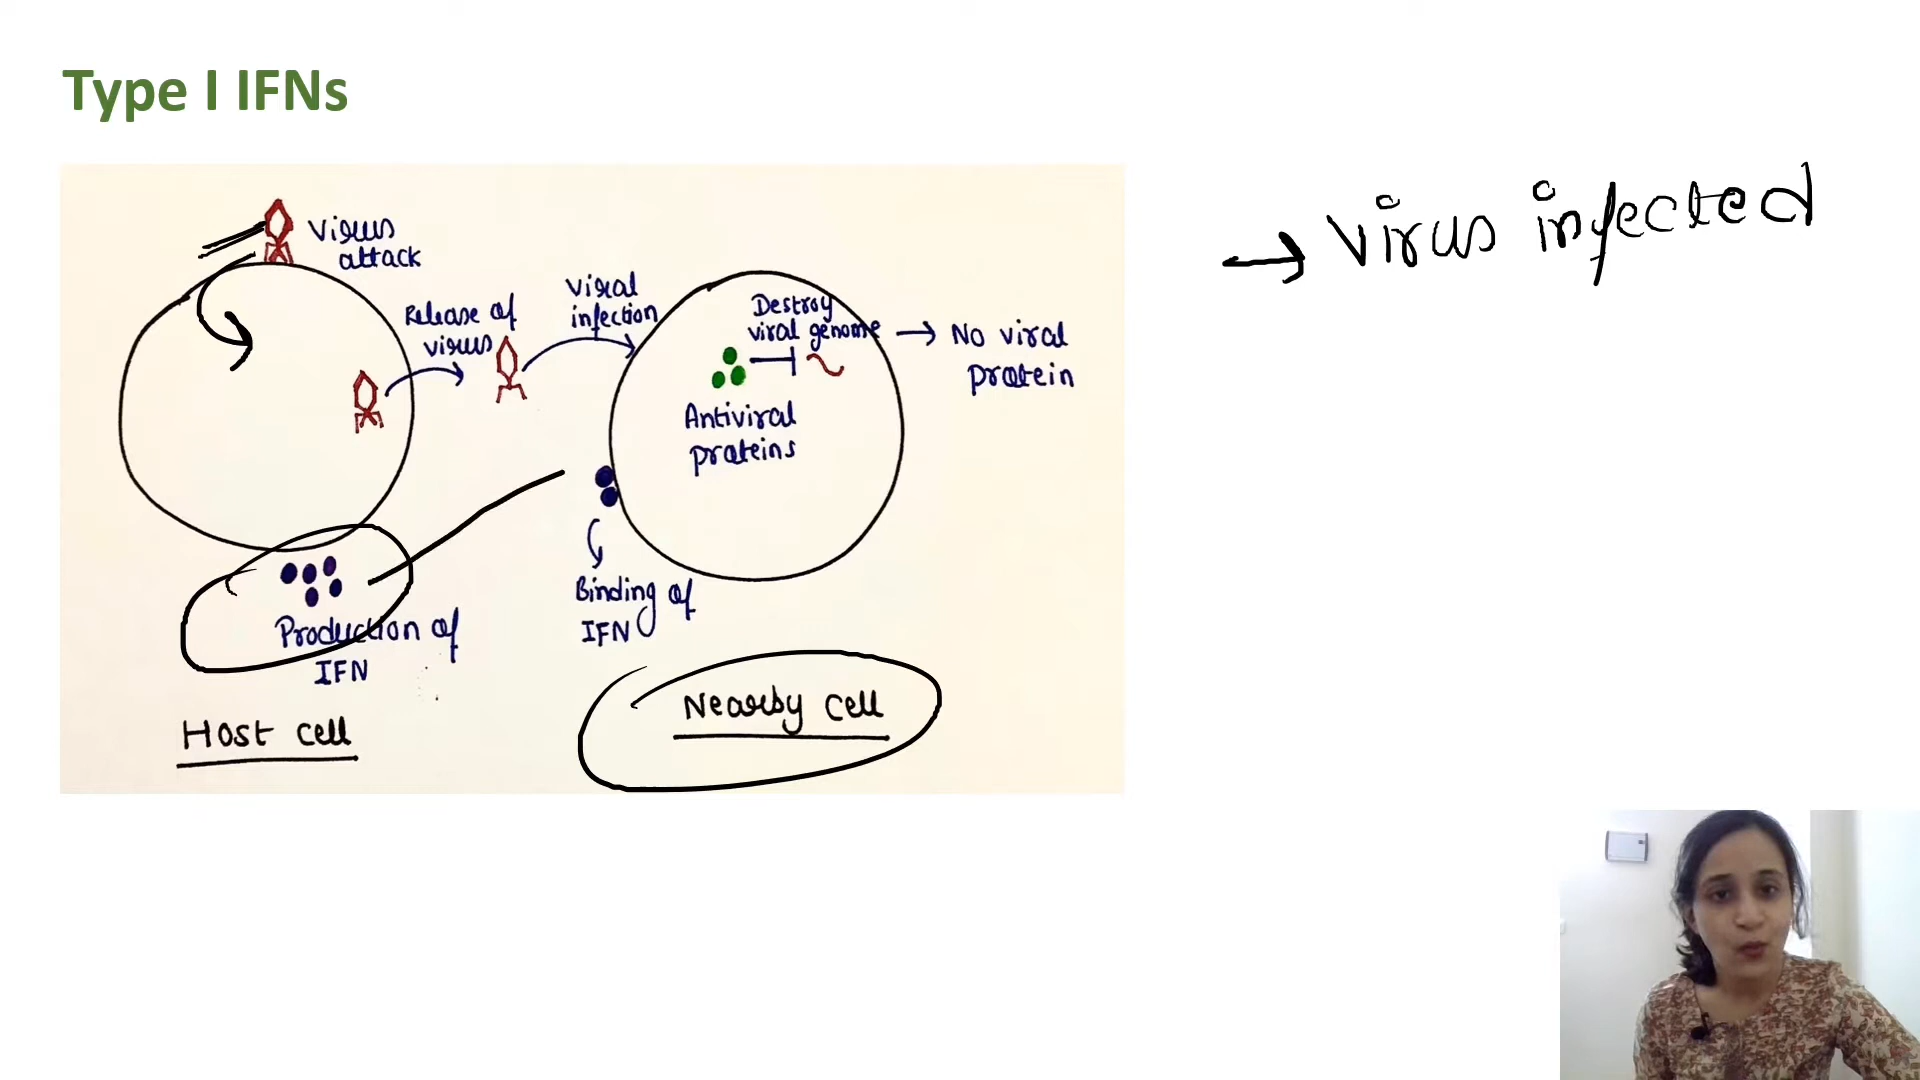 Type I IFNs
Virus
attack
Release of
virus
Viral
infection
Destroy
viral genome
No viral
protein
Antiviral
proteins
Binding of
IFN
Production of
IFN
Host cell
Nearby cell
Virus infected